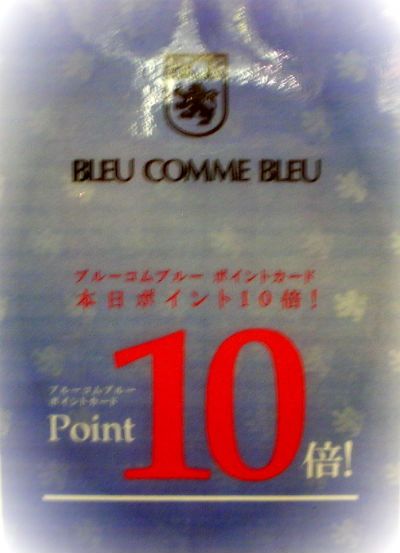 BLEU COMME BLEU
ブルーコムブルー ポイントカード
本日ポイント10倍!
ブルーコムブルー
ポイントカード
Point 10倍!